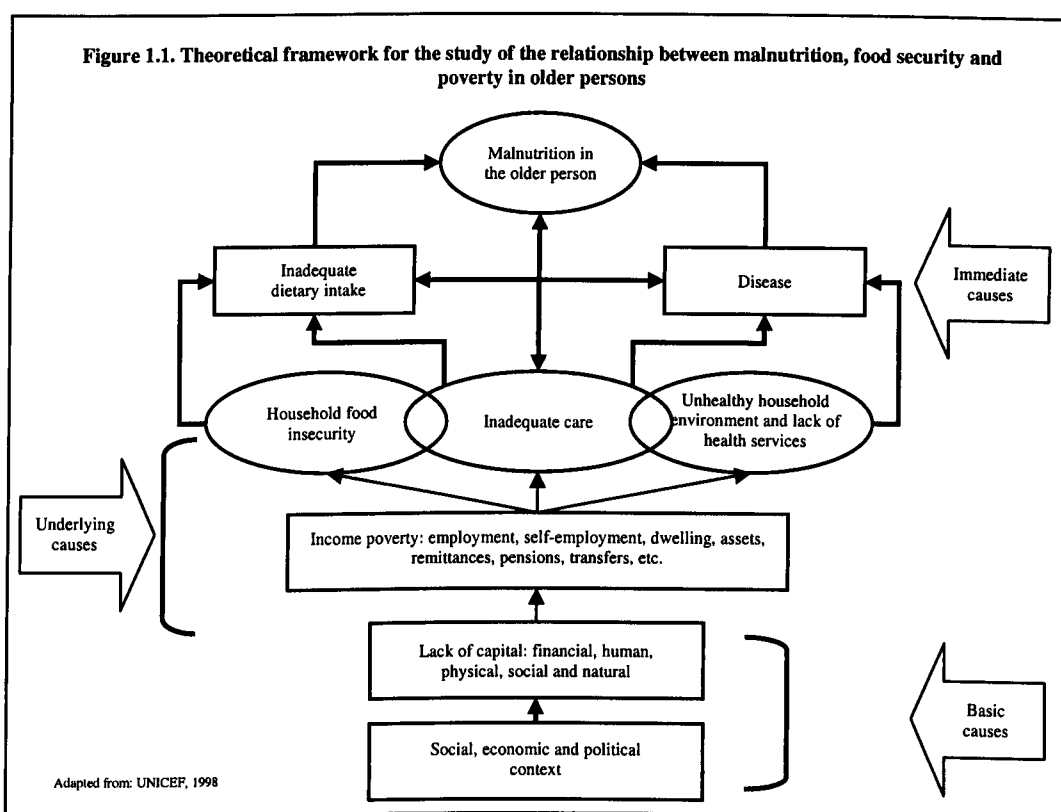 Figure 1.1. Theoretical framework for the study of the relationship between malnutrition, food security and
poverty in older persons
Malnutrition in
the older person
Inadequate
dietary intake
Disease
Immediate
causes
Household food
insecurity
Inadequate care
Unhealthy household
environment and lack of
health services
Underlying
causes
Income poverty: employment, self-employment, dwelling, assets,
remittances, pensions, transfers, etc.
Lack of capital: financial, human,
physical, social and natural
Social, economic and political
context
Basic
causes
Adapted from: UNICEF, 1998